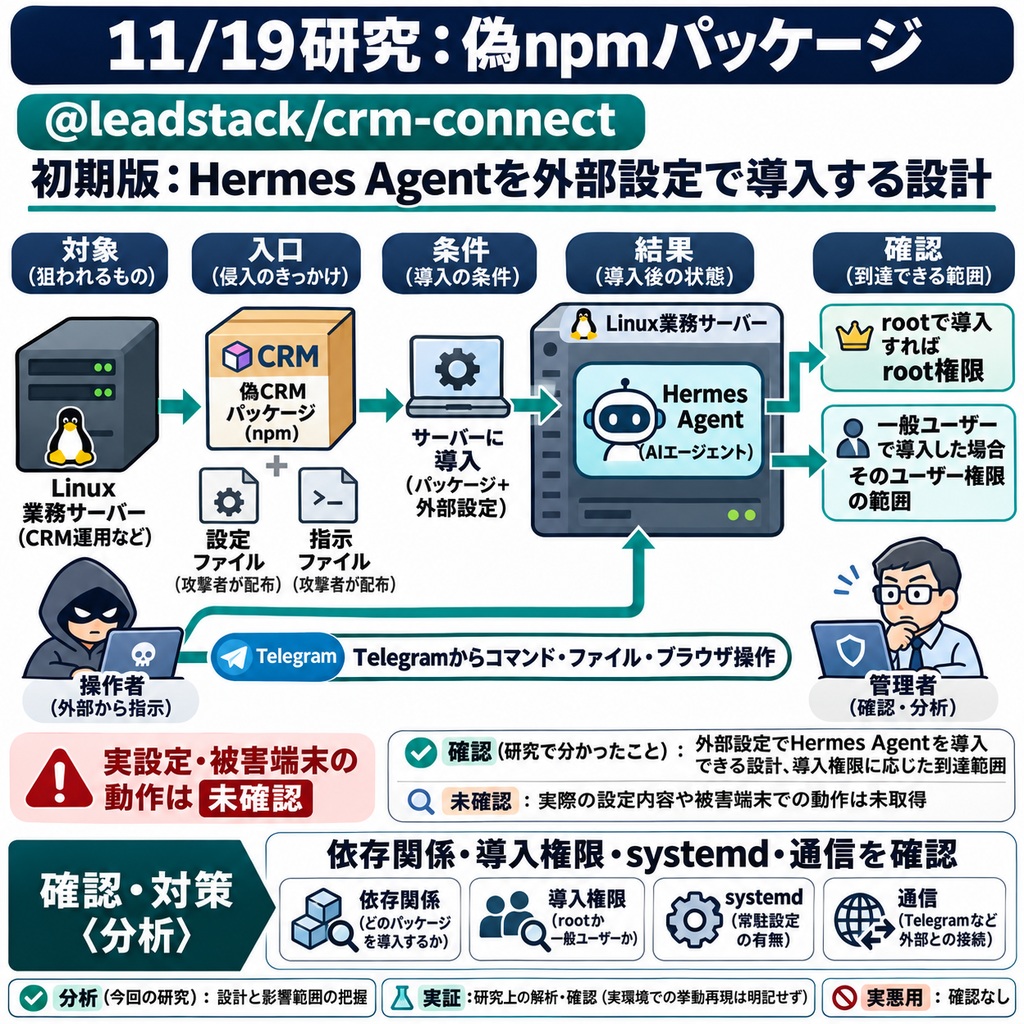 11/19研究：偽npmパッケージ
@leadstack/crm-connect
初期版：Hermes Agentを外部設定で導入する設計
対象
（狙われるもの）
入口
（侵入のきっかけ）
条件
（導入の条件）
結果
（導入後の状態）
確認
（到達できる範囲）
Linux
業務サーバー
（CRM運用など）
CRM
偽CRM
パッケージ
（npm）
+
設定
ファイル
（攻撃者が配布）
指示
ファイル
（攻撃者が配布）
サーバーに
導入
（パッケージ+
外部設定）
Linux業務サーバー
Hermes
Agent
（AIエージェント）
rootで導入
すれば
root権限
一般ユーザー
で導入した場合
そのユーザー権限
の範囲
操作者
（外部から指示）
Telegram
Telegramからコマンド・ファイル・ブラウザ操作
管理者
（確認・分析）
実設定・被害端末の
動作は 未確認
確認（研究で分かったこと）：外部設定でHermes Agentを導入
できる設計、導入権限に応じた到達範囲
未確認：実際の設定内容や被害端末での動作は未取得
確認・対策
〈分析〉
依存関係・導入権限・systemd・通信を確認
依存関係
（どのパッケージ
を導入するか）
導入権限
（rootか
一般ユーザーか）
systemd
（常駐設定
の有無）
通信
（Telegramなど
外部との接続）
分析（今回の研究）：設計と影響範囲の把握
実証：研究上の解析・確認（実環境での挙動再現は明記せず）
実悪用：確認なし